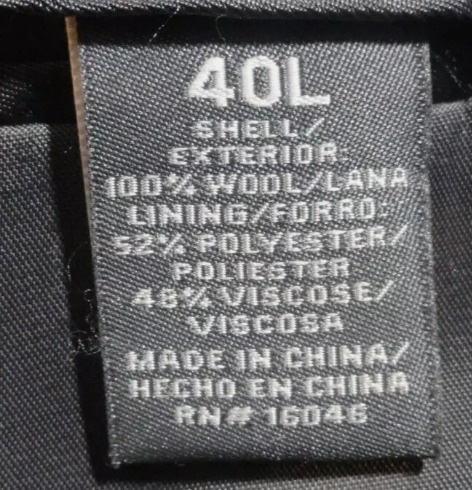 40L
SHELL/
EXTERIOR:
100% WOOL/LANA
LINING/FORRO:
52% POLYESTER/
POLIESTER
48% VISCOSE/
VISCOSA
MADE IN CHINA/
HECHO EN CHINA
RN# 16046